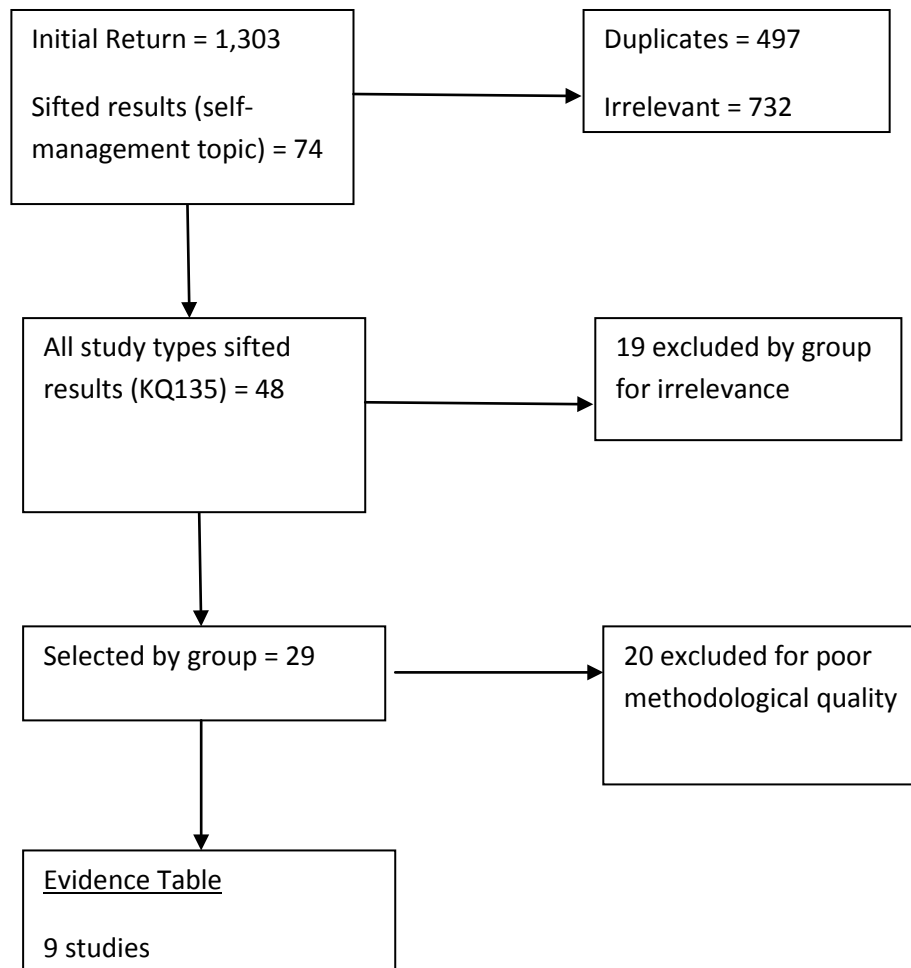 Initial Return = 1,303
Sifted results (self-
management topic) = 74
Duplicates = 497
Irrelevant = 732
All study types sifted
results (KQ135) = 48
19 excluded by group
for irrelevance
Selected by group = 29
20 excluded for poor
methodological quality
Evidence Table
9 studies